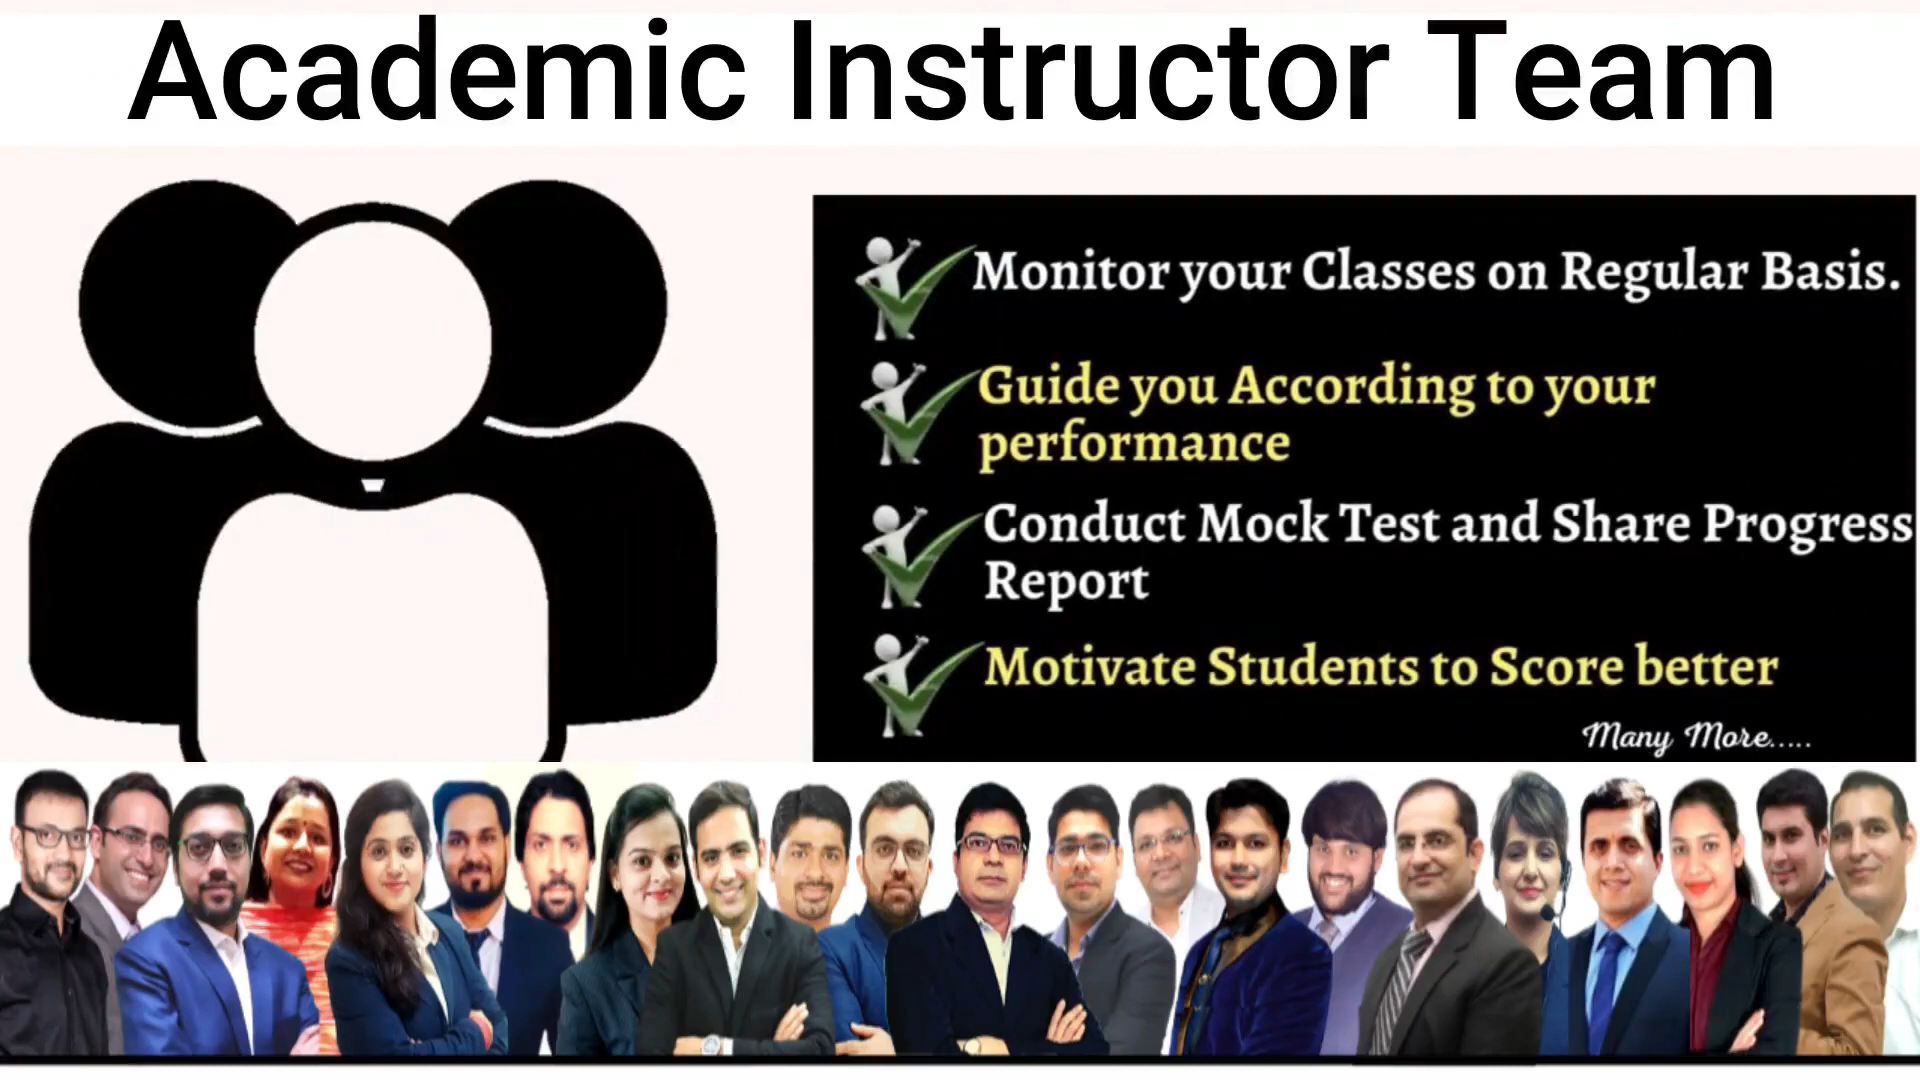 Academic Instructor Team
Monitor your Classes on Regular Basis.
Guide you According to your
performance
Conduct Mock Test and Share Progress
Report
Motivate Students to Score better
Many More.....